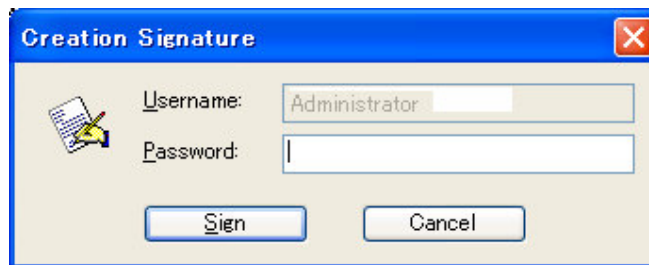 Creation Signature
Username:
Administrator
Password:
Sign
Cancel